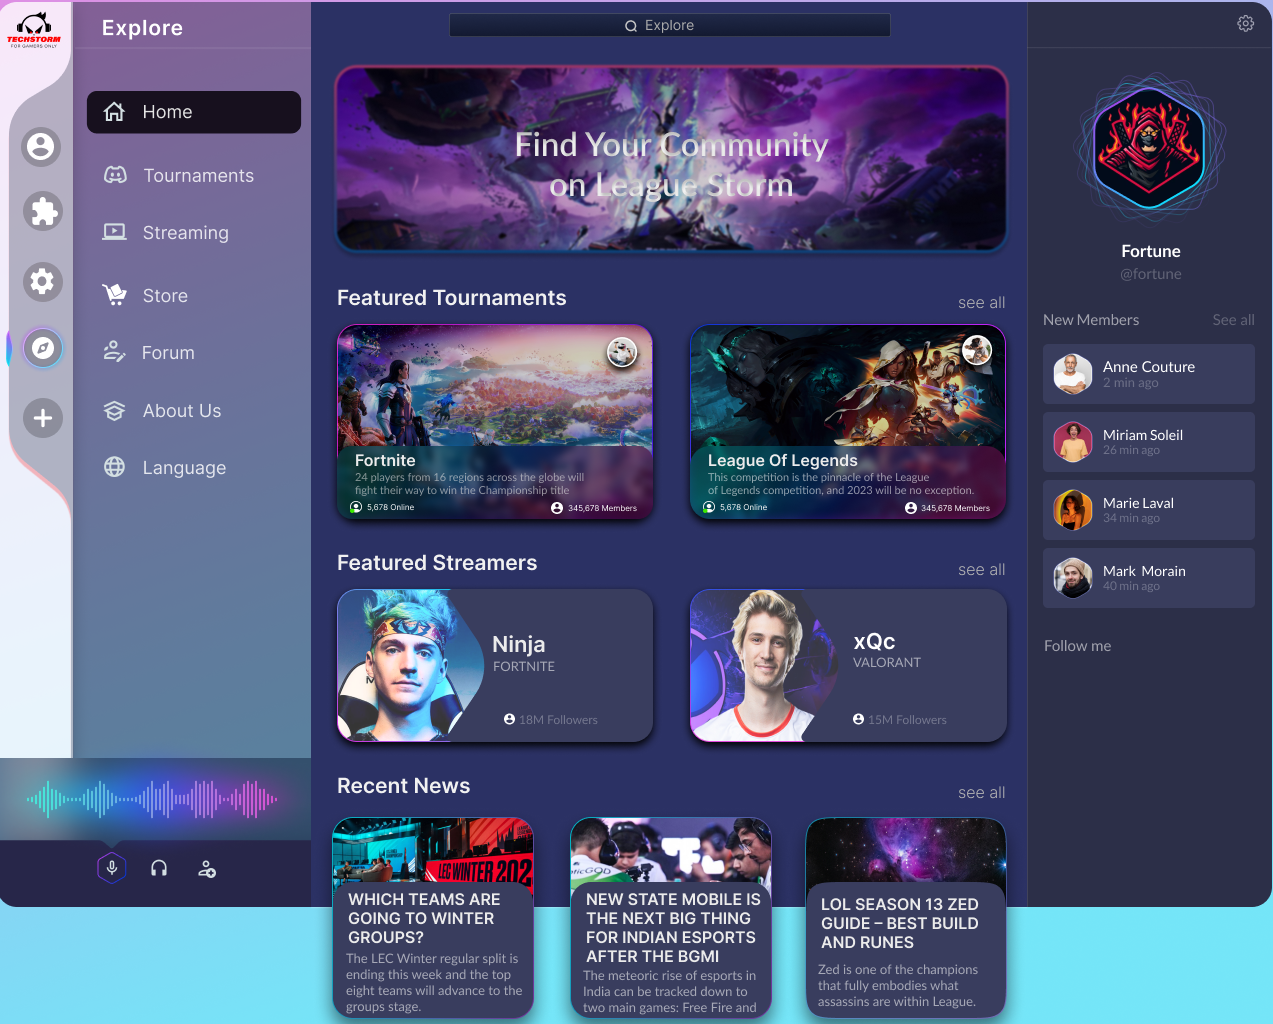 TECHSTORM
FOR GAMERS ONLY
Explore
Home
Tournaments
Streaming
Store
Forum
About Us
Language
Explore
Find Your Community
on League Storm
Featured Tournaments
see all
Fortnite
24 players from 16 regions across the globe will
fight their way to win the Championship title
5,678 Online
345,678 Members
League Of Legends
This competition is the pinnacle of the League
of Legends competition, and 2023 will be no exception.
5,678 Online
345,678 Members
Featured Streamers
see all
Ninja
FORTNITE
18M Followers
xQc
VALORANT
15M Followers
Recent News
see all
LEC WINTER 202
WHICH TEAMS ARE
GOING TO WINTER
GROUPS?
The LEC Winter regular split is
ending this week and the top
eight teams will advance to the
groups stage.
NEW STATE MOBILE IS
THE NEXT BIG THING
FOR INDIAN ESPORTS
AFTER THE BGMI
The meteoric rise of esports in
India can be tracked down to
two main games: Free Fire and
LOL SEASON 13 ZED
GUIDE – BEST BUILD
AND RUNES
Zed is one of the champions
that fully embodies what
assassins are within League.
Fortune
@fortune
New Members
See all
Anne Couture
2 min ago
Miriam Soleil
26 min ago
Marie Laval
34 min ago
Mark Morain
40 min ago
Follow me